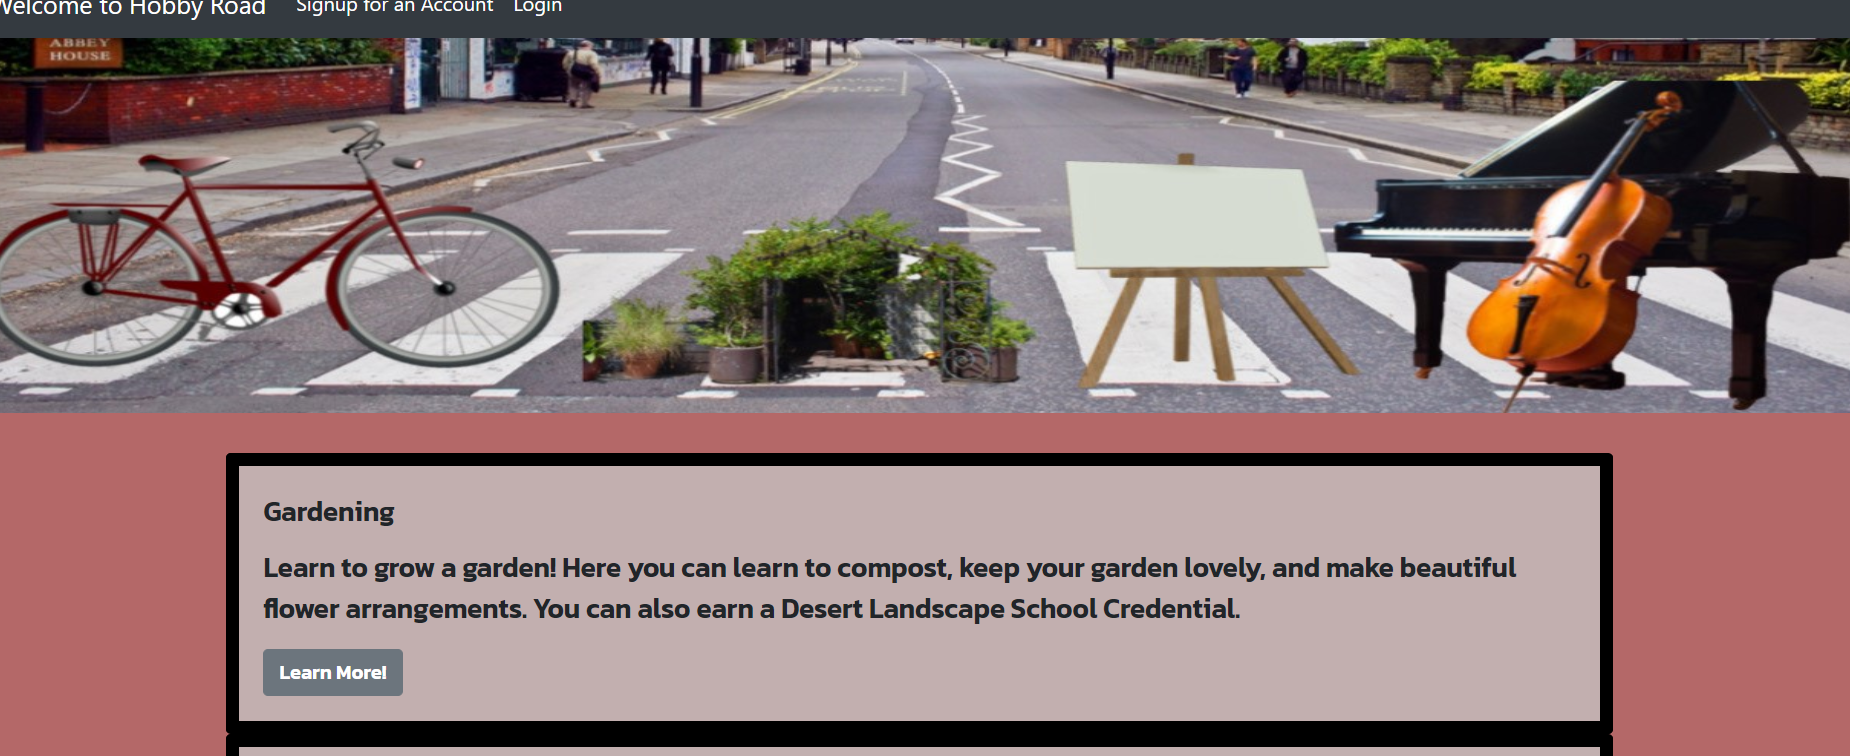 Welcome to Hobby Road Signup for an Account Login
ABBEY
HOUSE
Gardening
Learn to grow a garden! Here you can learn to compost, keep your garden lovely, and make beautiful
flower arrangements. You can also earn a Desert Landscape School Credential.
Learn More!